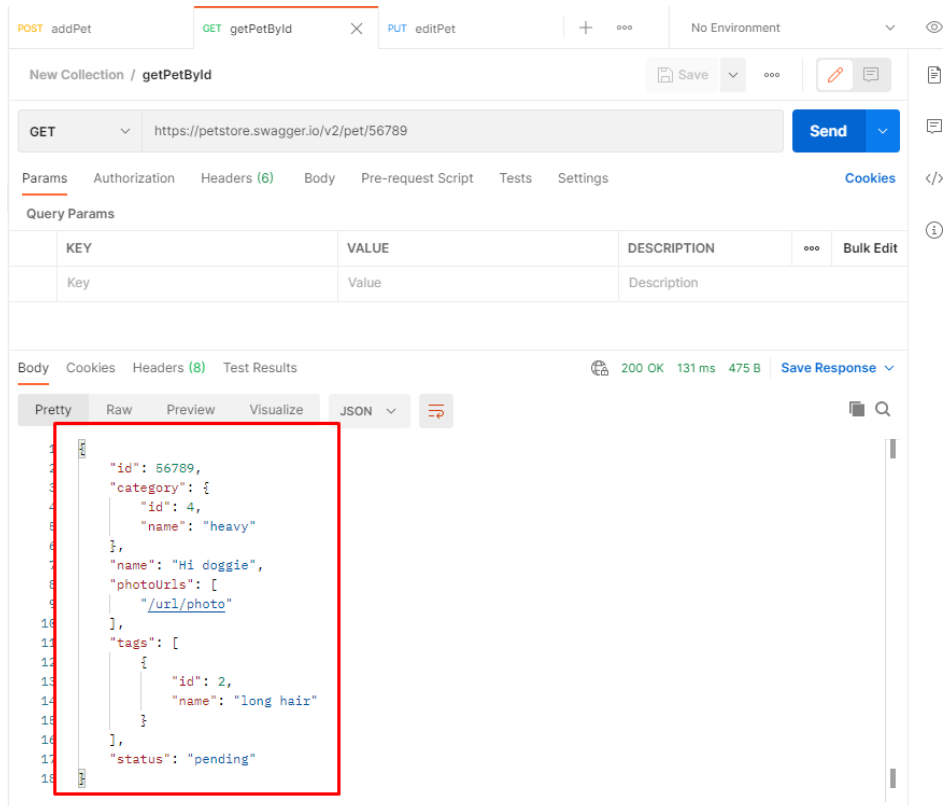 POST addPet GET getPetById PUT editPet No Environment
New Collection / getPetById Save
GET https://petstore.swagger.io/v2/pet/56789 Send
Params Authorization Headers (6) Body Pre-request Script Tests Settings Cookies
Query Params
KEY VALUE DESCRIPTION Bulk Edit
Key Value Description
Body Cookies Headers (8) Test Results 200 OK 131 ms 475 B Save Response
Pretty Raw Preview Visualize JSON
1 {
2 "id": 56789,
3 "category": {
4 "id": 4,
5 "name": "heavy"
6 },
7 "name": "Hi doggie",
8 "photoUrls": [
9 "/url/photo"
10 ],
11 "tags": [
12 {
13 "id": 2,
14 "name": "long hair"
15 }
16 ],
17 "status": "pending"
18 }